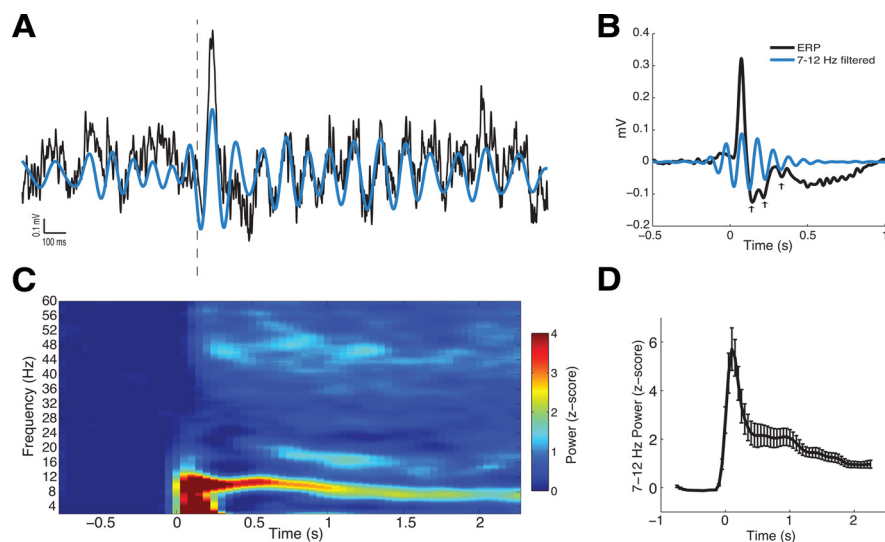 A
0.1 mV
100 ms
B
ERP
7-12 Hz filtered
mV
0.4
0.3
0.2
0.1
0
-0.1
-0.2
-0.5 0 0.5 1
Time (s)
C
Frequency (Hz)
60
56
52
48
44
40
36
32
28
24
20
16
12
8
4
-0.5 0 0.5 1 1.5 2
Time (s)
4
3
2
1
0
Power (z-score)
D
7-12 Hz Power (z-score)
6
4
2
0
-1 0 1 2
Time (s)